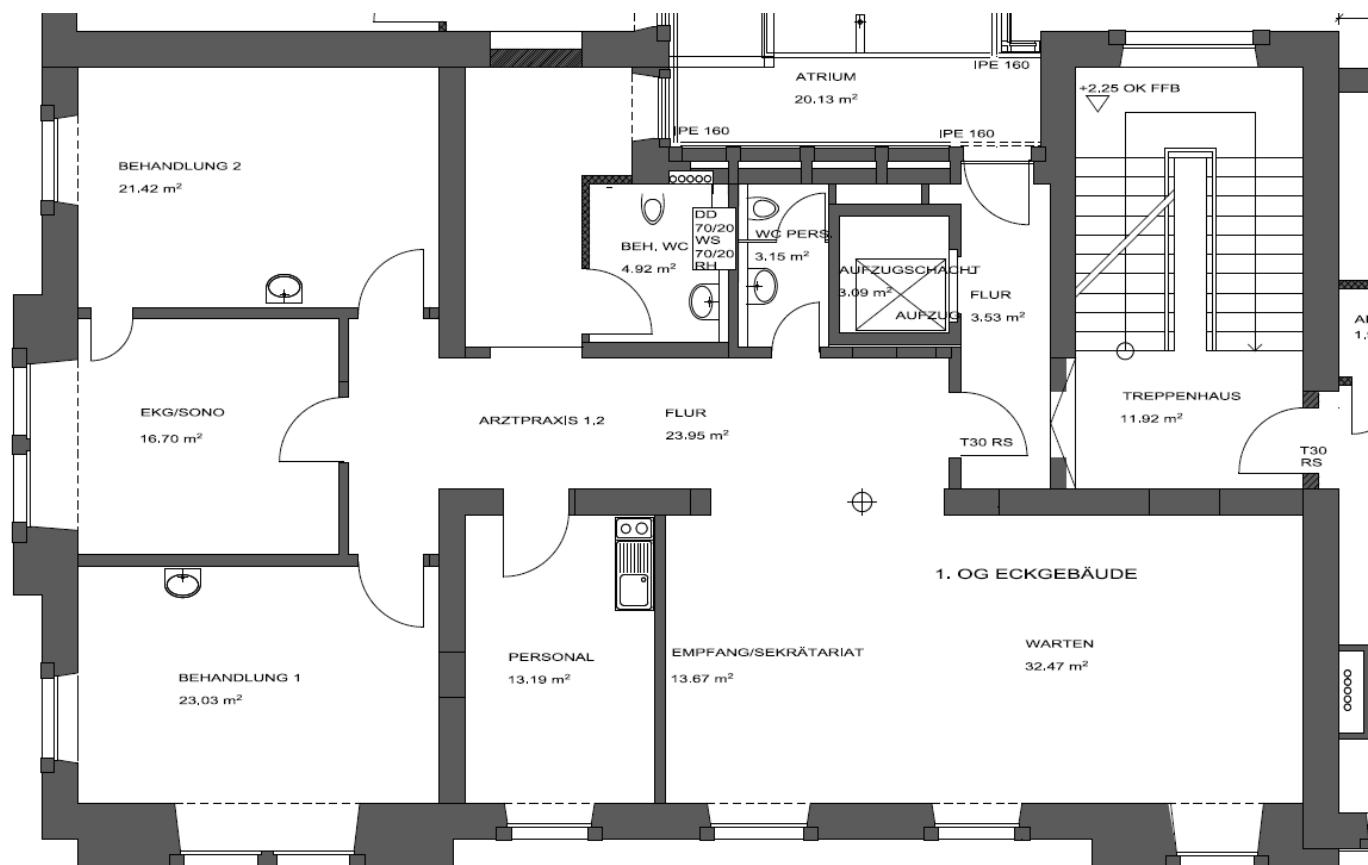 IPE 160
ATRIUM
20.13 m²
+2.25 OK FFB
IPE 160
IPE 160
BEHANDLUNG 2
21.42 m²
DD
70/20
WS
70/20
RH
BEH. WC
4.92 m²
WC PERS.
3.15 m²
AUFZUGSCHACHT
3.09 m²
AUFZUG
FLUR
3.53 m²
EKG/SONO
16.70 m²
ARZTPRAXIS 1.2
FLUR
23.95 m²
T30 RS
TREPPENHAUS
11.92 m²
T30
RS
1. OG ECKGEBÄUDE
BEHANDLUNG 1
23.03 m²
PERSONAL
13.19 m²
EMPFANG/SEKRÄTARIAT
13.67 m²
WARTEN
32.47 m²